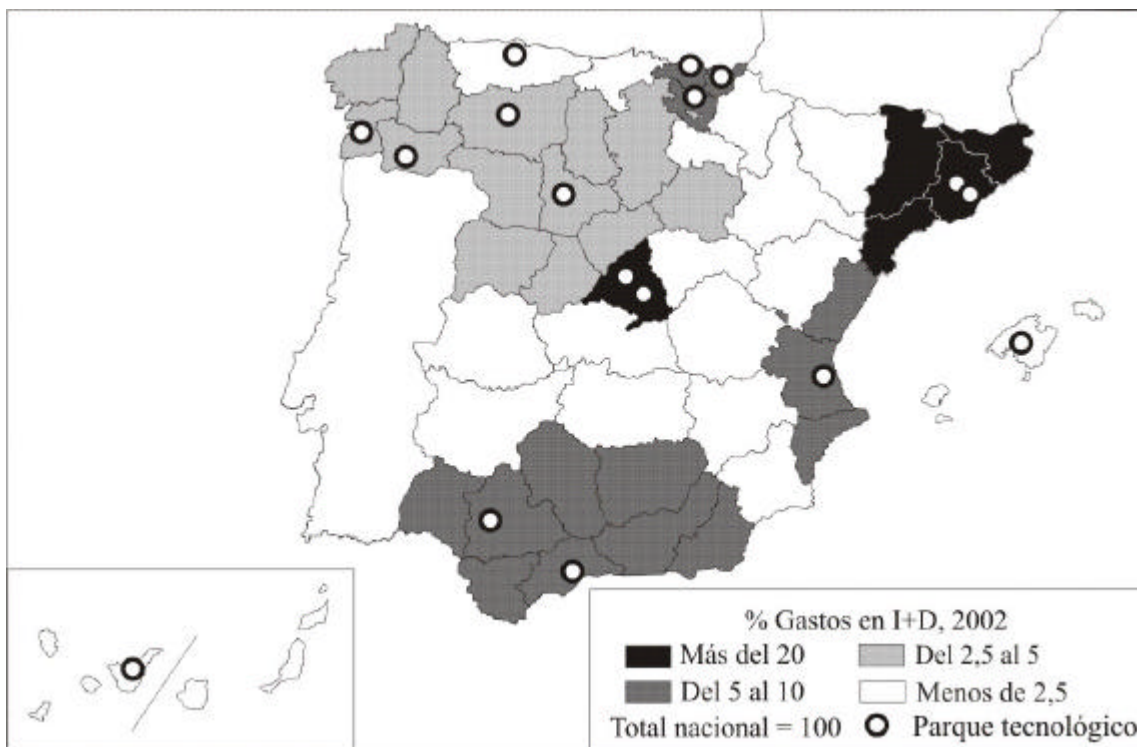 % Gastos en I+D, 2002
Más del 20
Del 2,5 al 5
Del 5 al 10
Menos de 2,5
Total nacional = 100
Parque tecnológico